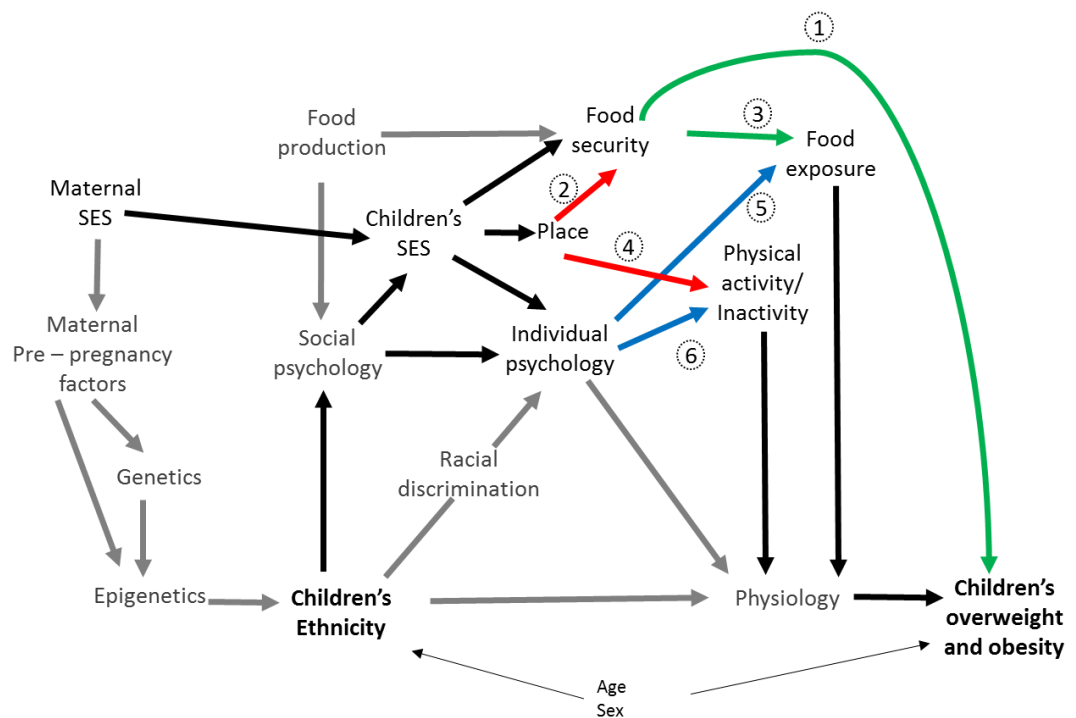 1
Food
production
Food
security
3
Food
exposure
Maternal
SES
Children's
SES
2
Place
5
4
Physical
activity/
Inactivity
Maternal
Pre – pregnancy
factors
Social
psychology
Individual
psychology
6
Genetics
Racial
discrimination
Epigenetics
Children's
Ethnicity
Physiology
Children's
overweight
and obesity
Age
Sex